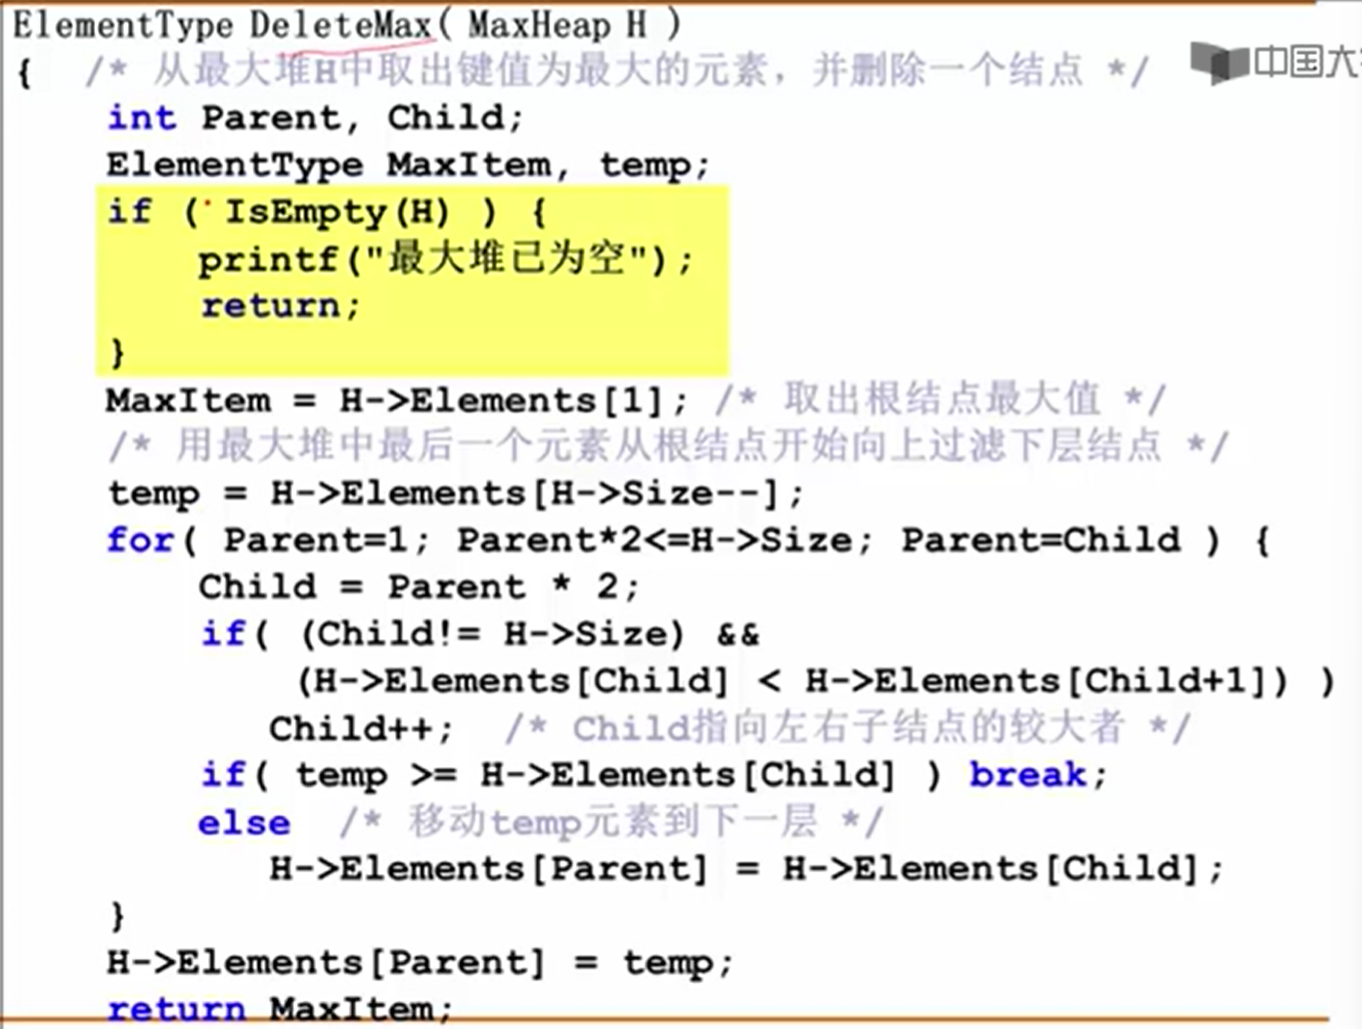 ElementType DeleteMax( MaxHeap H )
{ /* 从最大堆H中取出键值为最大的元素，并删除一个结点 */
中国大
int Parent, Child;
ElementType MaxItem, temp;
if ( IsEmpty(H) ) {
printf("最大堆已为空");
return;
}
MaxItem = H->Elements[1]; /* 取出根结点最大值 */
/* 用最大堆中最后一个元素从根结点开始向上过滤下层结点 */
temp = H->Elements[H->Size--];
for( Parent=1; Parent*2<=H->Size; Parent=Child ) {
Child = Parent * 2;
if( (Child!= H->Size) &&
(H->Elements[Child] < H->Elements[Child+1]) )
Child++; /* Child指向左右子结点的较大者 */
if( temp >= H->Elements[Child] ) break;
else /* 移动temp元素到下一层 */
H->Elements[Parent] = H->Elements[Child];
}
H->Elements[Parent] = temp;
return MaxItem;